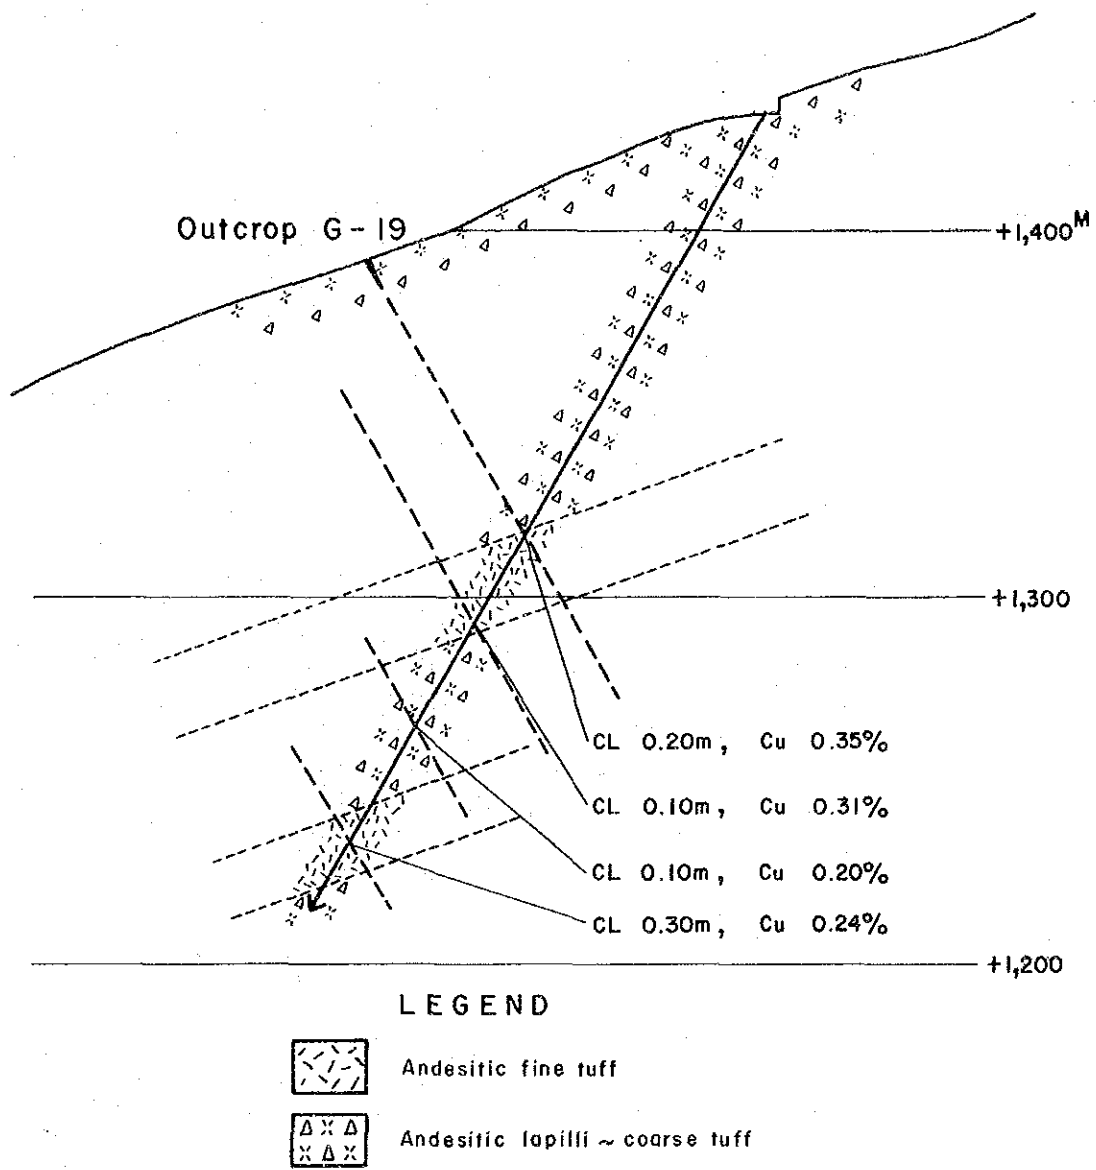 Outcrop G-19
+1,400M
+1,300
CL 0.20m, Cu 0.35%
CL 0.10m, Cu 0.31%
CL 0.10m, Cu 0.20%
CL 0.30m, Cu 0.24%
+1,200
LEGEND
Andesitic fine tuff
Andesitic lapilli ~ coarse tuff